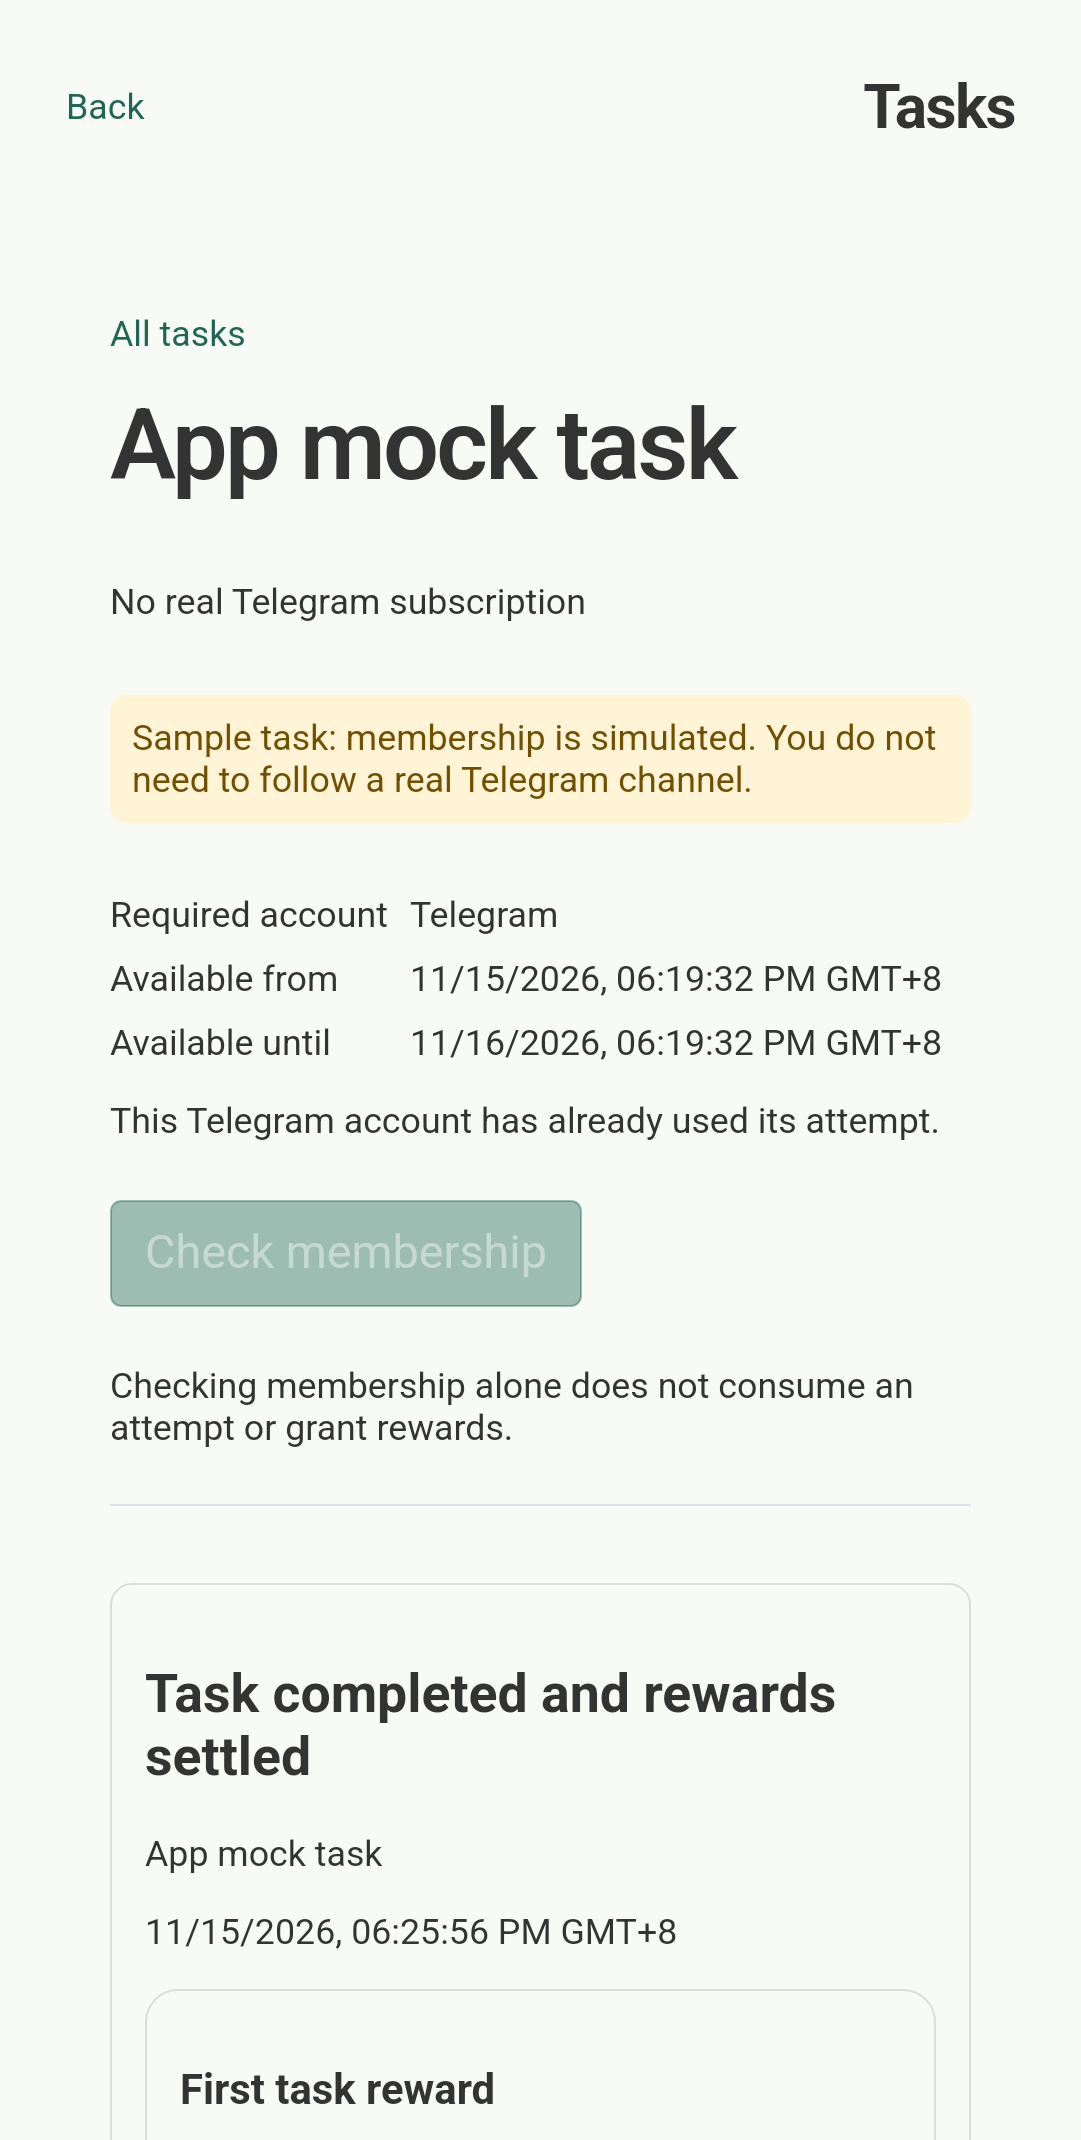 Back
Tasks
All tasks
App mock task
No real Telegram subscription
Sample task: membership is simulated. You do not
need to follow a real Telegram channel.
Required account Telegram
Available from 11/15/2026, 06:19:32 PM GMT+8
Available until 11/16/2026, 06:19:32 PM GMT+8
This Telegram account has already used its attempt.
Check membership
Checking membership alone does not consume an
attempt or grant rewards.
Task completed and rewards
settled
App mock task
11/15/2026, 06:25:56 PM GMT+8
First task reward